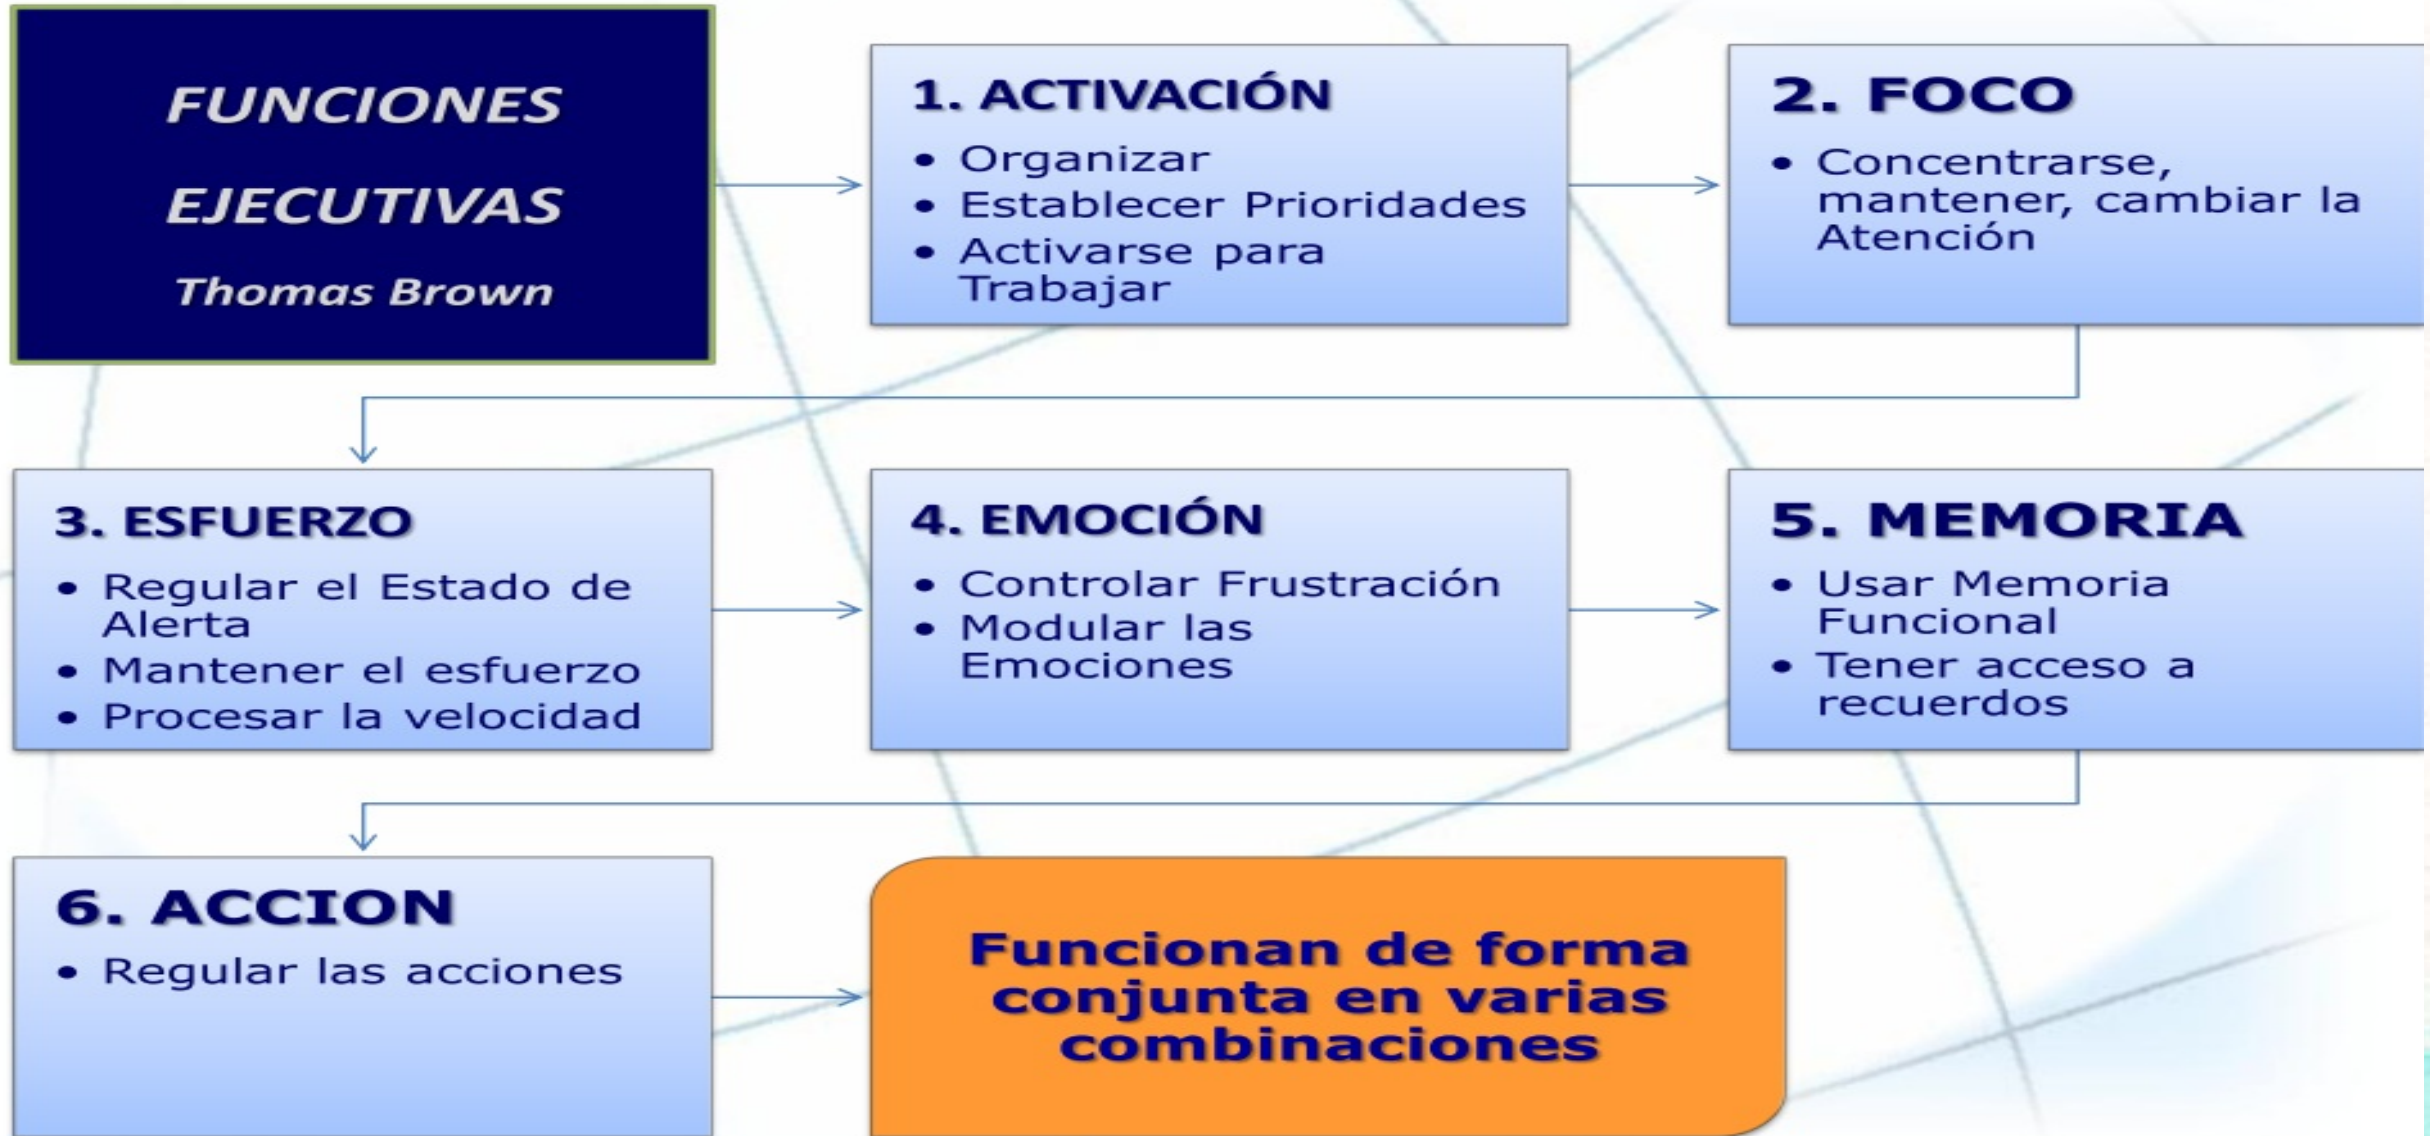 FUNCIONES
EJECUTIVAS
Thomas Brown
1. ACTIVACIÓN
• Organizar
• Establecer Prioridades
• Activarse para
Trabajar
2. FOCO
• Concentrarse,
mantener, cambiar la
Atención
3. ESFUERZO
• Regular el Estado de
Alerta
• Mantener el esfuerzo
• Procesar la velocidad
4. EMOCIÓN
• Controlar Frustración
• Modular las
Emociones
5. MEMORIA
• Usar Memoria
Funcional
• Tener acceso a
recuerdos
6. ACCION
• Regular las acciones
Funcionan de forma
conjunta en varias
combinaciones